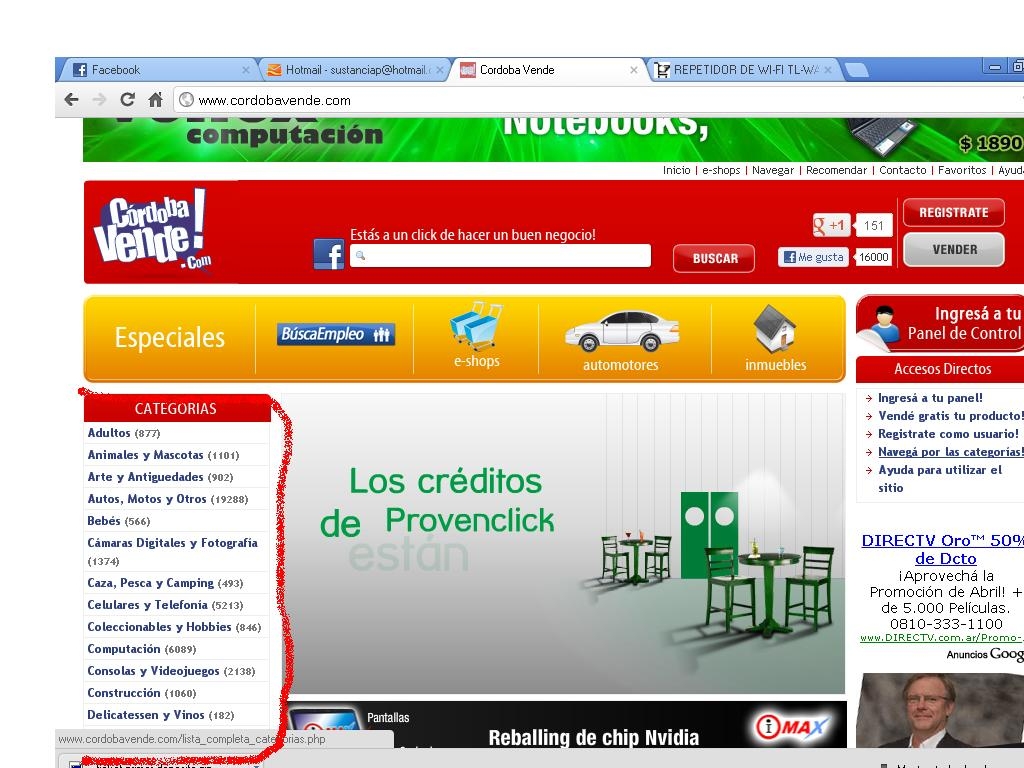 Facebook
Hotmail - sustanciap@hotmail.c
Cordoba Vende
REPETIDOR DE WI-FI TL-WA
www.cordobavende.com
computación
Notebooks,
$ 1890
Inicio | e-shops | Navegar | Recomendar | Contacto | Favoritos | Ayuda
Córdoba
Vende!
.Com
Estás a un click de hacer un buen negocio!
BUSCAR
+1 151
Me gusta 16000
REGISTRATE
VENDER
Especiales
BúscaEmpleo
e-shops
automotores
inmuebles
Ingresá a tu
Panel de Control
Accesos Directos
Ingresá a tu panel!
Vendé gratis tu producto!
Registrate como usuario!
Navegá por las categorias!
Ayuda para utilizar el
sitio
CATEGORIAS
Adultos (877)
Animales y Mascotas (1101)
Arte y Antiguedades (902)
Autos, Motos y Otros (19288)
Bebés (566)
Cámaras Digitales y Fotografía
(1374)
Caza, Pesca y Camping (493)
Celulares y Telefonía (5213)
Coleccionables y Hobbies (846)
Computación (6089)
Consolas y Videojuegos (2138)
Construcción (1060)
Delicatessen y Vinos (182)
Los créditos
de Provenclick
están
DIRECTV Oro™ 50%
de Dcto
¡Aprovechá la
Promoción de Abril! +
de 5.000 Películas.
0810-333-1100
www.DIRECTV.com.ar/Promo-
Anuncios Goog
Pantallas
Reballing de chip Nvidia
iMAX
www.cordobavende.com/lista_completa_categorias.php